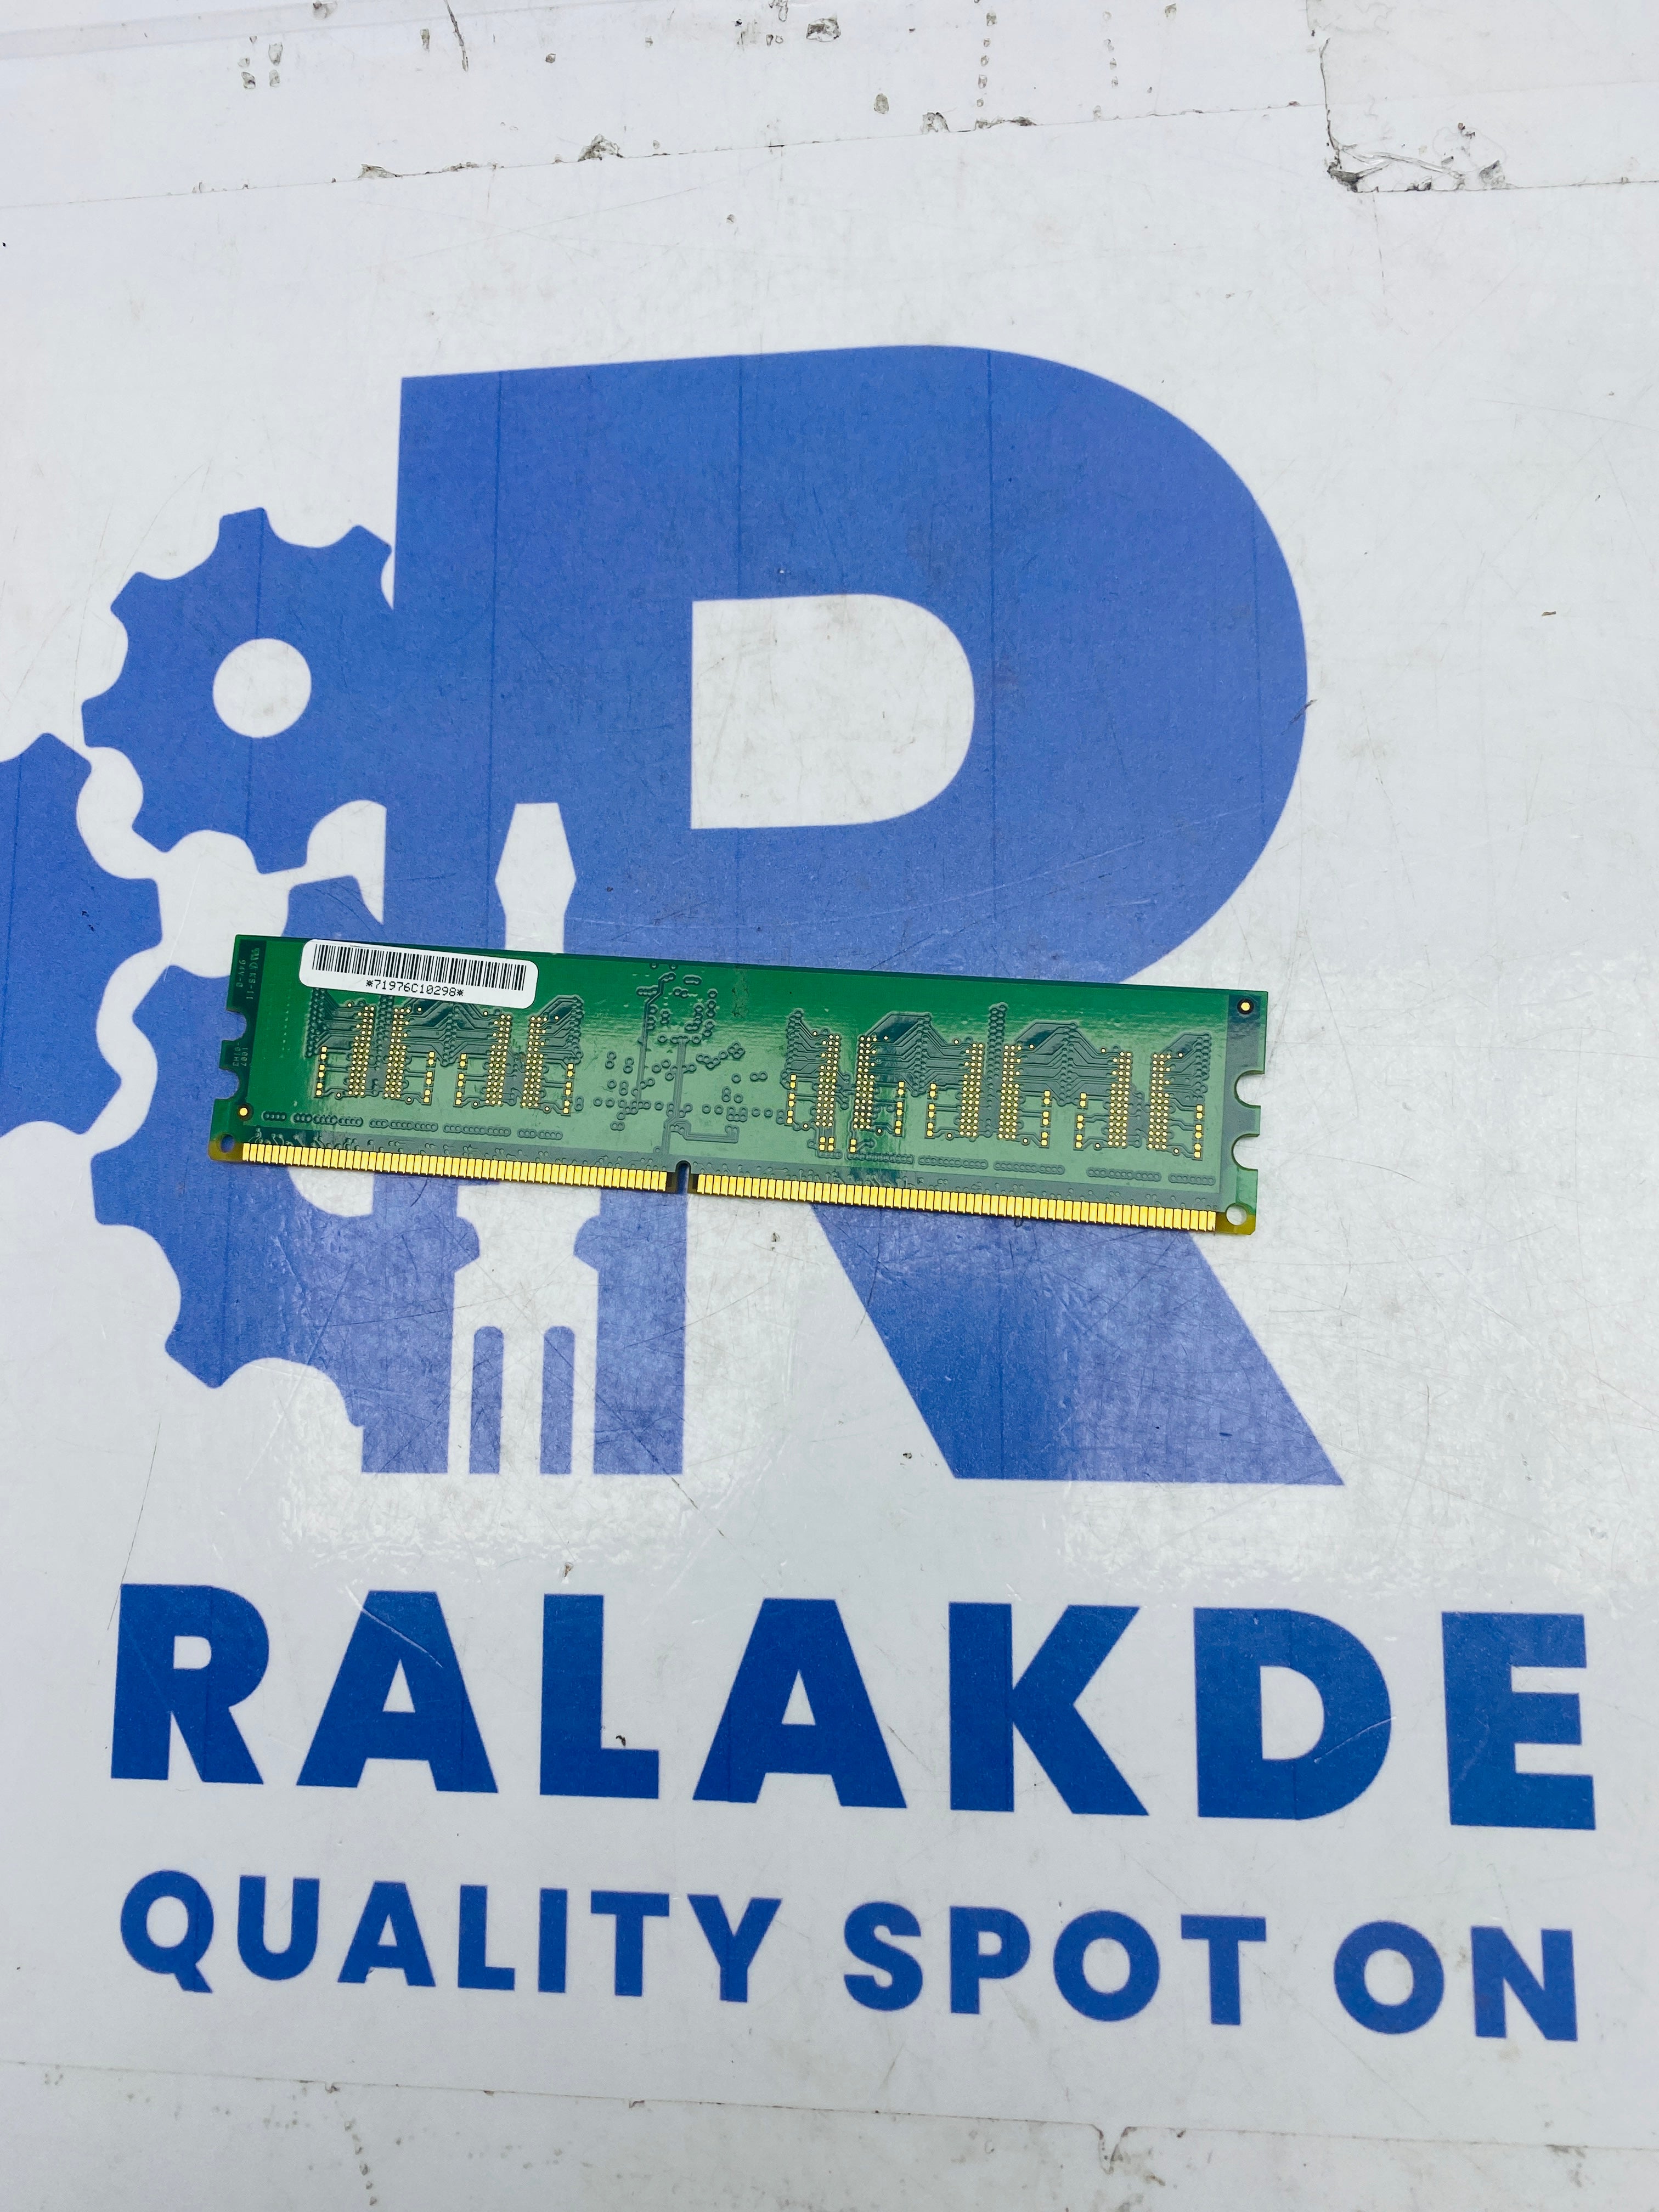 *71976C10298*
RALAKDE
QUALITY SPOT ON